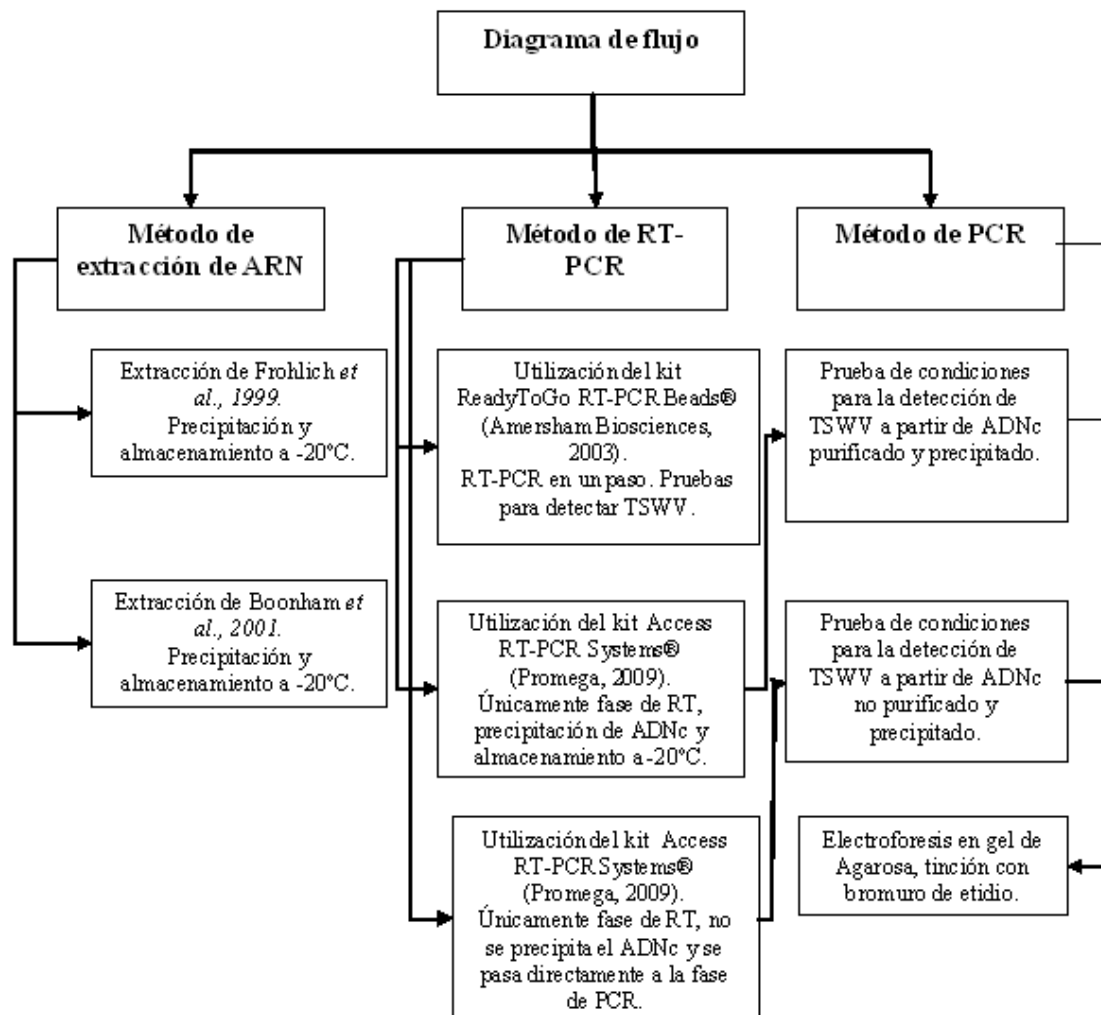 Diagrama de flujo
Método de
extracción de ARN
Método de RT-
PCR
Método de PCR
Extracción de Frohlich et
al., 1999.
Precipitación y
almacenamiento a -20°C.
Extracción de Boonham et
al., 2001.
Precipitación y
almacenamiento a -20°C.
Utilización del kit
ReadyToGo RT-PCR Beads®
(Amersham Biosciences,
2003).
RT-PCR en un paso. Pruebas
para detectar TSWV.
Utilización del kit Access
RT-PCR Systems®
(Promega, 2009).
Únicamente fase de RT,
precipitación de ADNc y
almacenamiento a -20°C.
Utilización del kit Access
RT-PCR Systems®
(Promega, 2009).
Únicamente fase de RT, no
se precipita el ADNc y se
pasa directamente a la fase
de PCR.
Prueba de condiciones
para la detección de
TSWV a partir de ADNc
purificado y precipitado.
Prueba de condiciones
para la detección de
TSWV a partir de ADNc
no purificado y
precipitado.
Electroforesis en gel de
Agarosa, tinción con
bromuro de etidio.